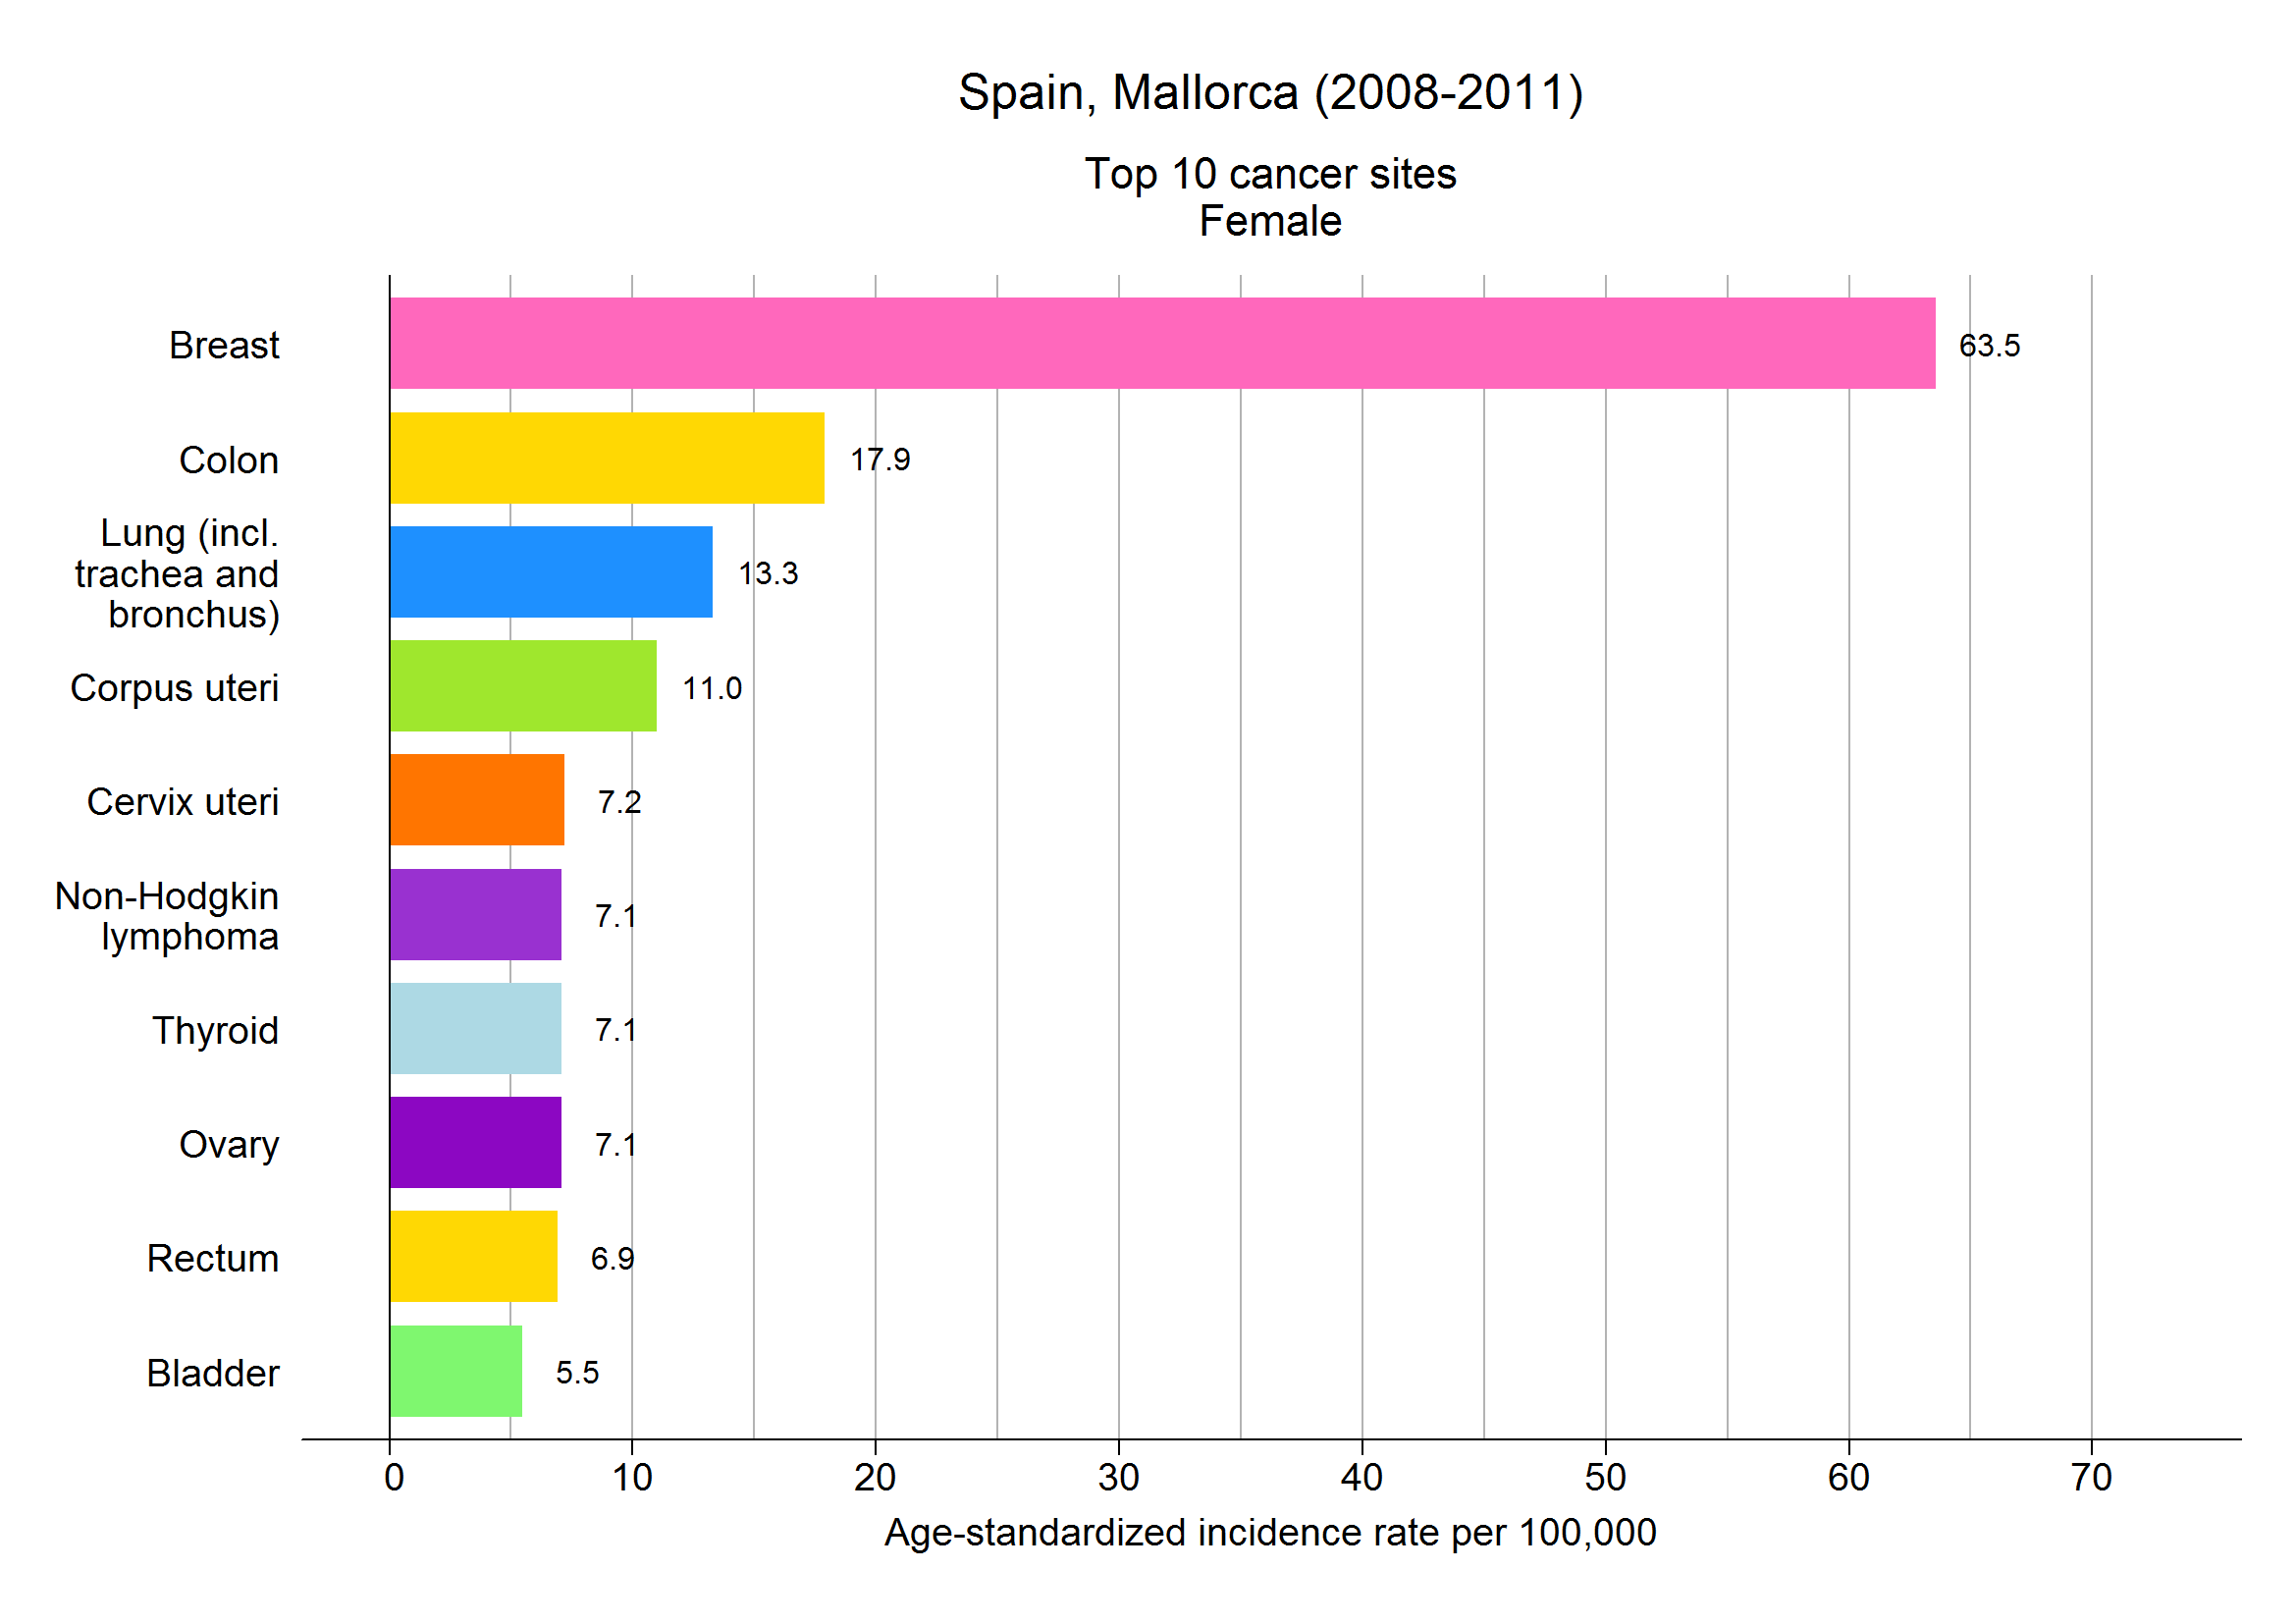 Spain, Mallorca (2008-2011)
Top 10 cancer sites
Female
Breast
63.5
Colon
17.9
Lung (incl.
trachea and
bronchus)
13.3
Corpus uteri
11.0
Cervix uteri
7.2
Non-Hodgkin
lymphoma
7.1
Thyroid
7.1
Ovary
7.1
Rectum
6.9
Bladder
5.5
0 10 20 30 40 50 60 70
Age-standardized incidence rate per 100,000